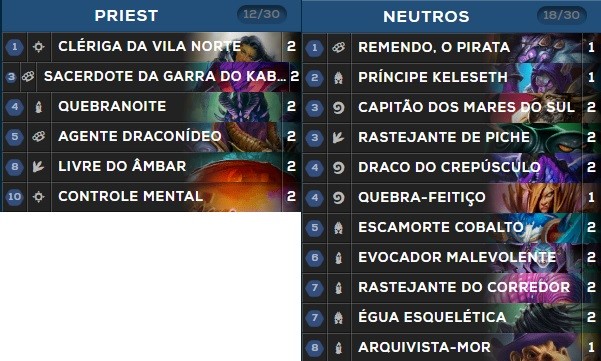 PRIEST 12/30
1 CLÉRIGA DA VILA NORTE 2
3 SACERDOTE DA GARRA DO KAB... 2
4 QUEBRANOITE 2
5 AGENTE DRACONÍDEO 2
8 LIVRE DO ÂMBAR 2
10 CONTROLE MENTAL 2
NEUTROS 18/30
1 REMENDO, O PIRATA 1
2 PRÍNCIPE KELESETH 1
3 CAPITÃO DOS MARES DO SUL 2
3 RASTEJANTE DE PICHE 2
4 DRACO DO CREPÚSCULO 2
4 QUEBRA-FEITIÇO 1
5 ESCAMORTE COBALTO 2
6 EVOCADOR MALEVOLENTE 2
7 RASTEJANTE DO CORREDOR 2
7 ÉGUA ESQUELÉTICA 2
8 ARQUIVISTA-MOR 1